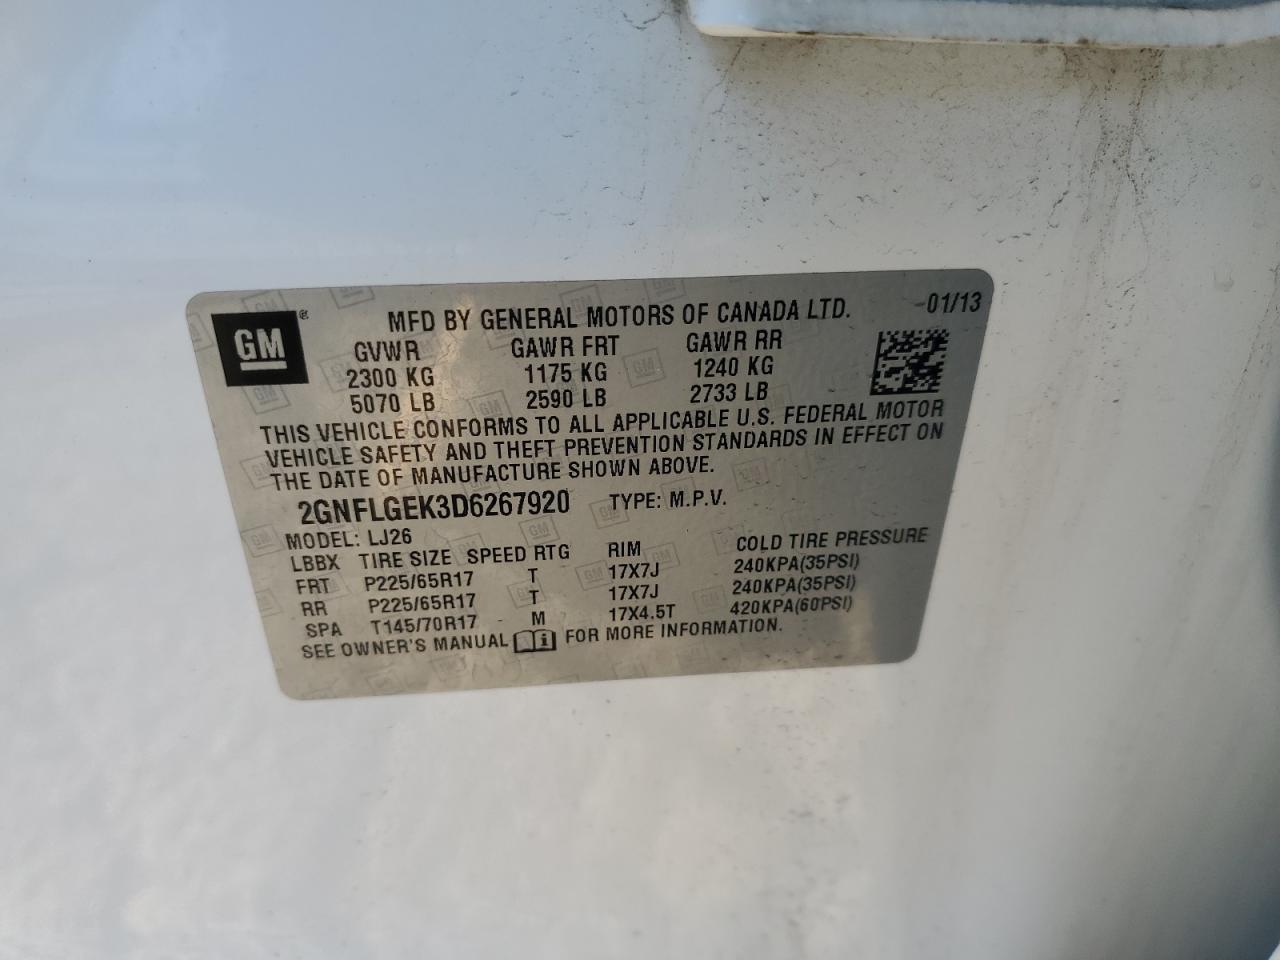 GM ® MFD BY GENERAL MOTORS OF CANADA LTD. 01/13
GVWR GAWR FRT GAWR RR
2300 KG 1175 KG 1240 KG
5070 LB 2590 LB 2733 LB
THIS VEHICLE CONFORMS TO ALL APPLICABLE U.S. FEDERAL MOTOR
VEHICLE SAFETY AND THEFT PREVENTION STANDARDS IN EFFECT ON
THE DATE OF MANUFACTURE SHOWN ABOVE.
2GNFLGEK3D6267920 TYPE: M.P.V.
MODEL: LJ26
LBBX TIRE SIZE SPEED RTG RIM COLD TIRE PRESSURE
FRT P225/65R17 T 17X7J 240KPA(35PSI)
RR P225/65R17 T 17X7J 240KPA(35PSI)
SPA T145/70R17 M 17X4.5T 420KPA(60PSI)
SEE OWNER'S MANUAL FOR MORE INFORMATION.